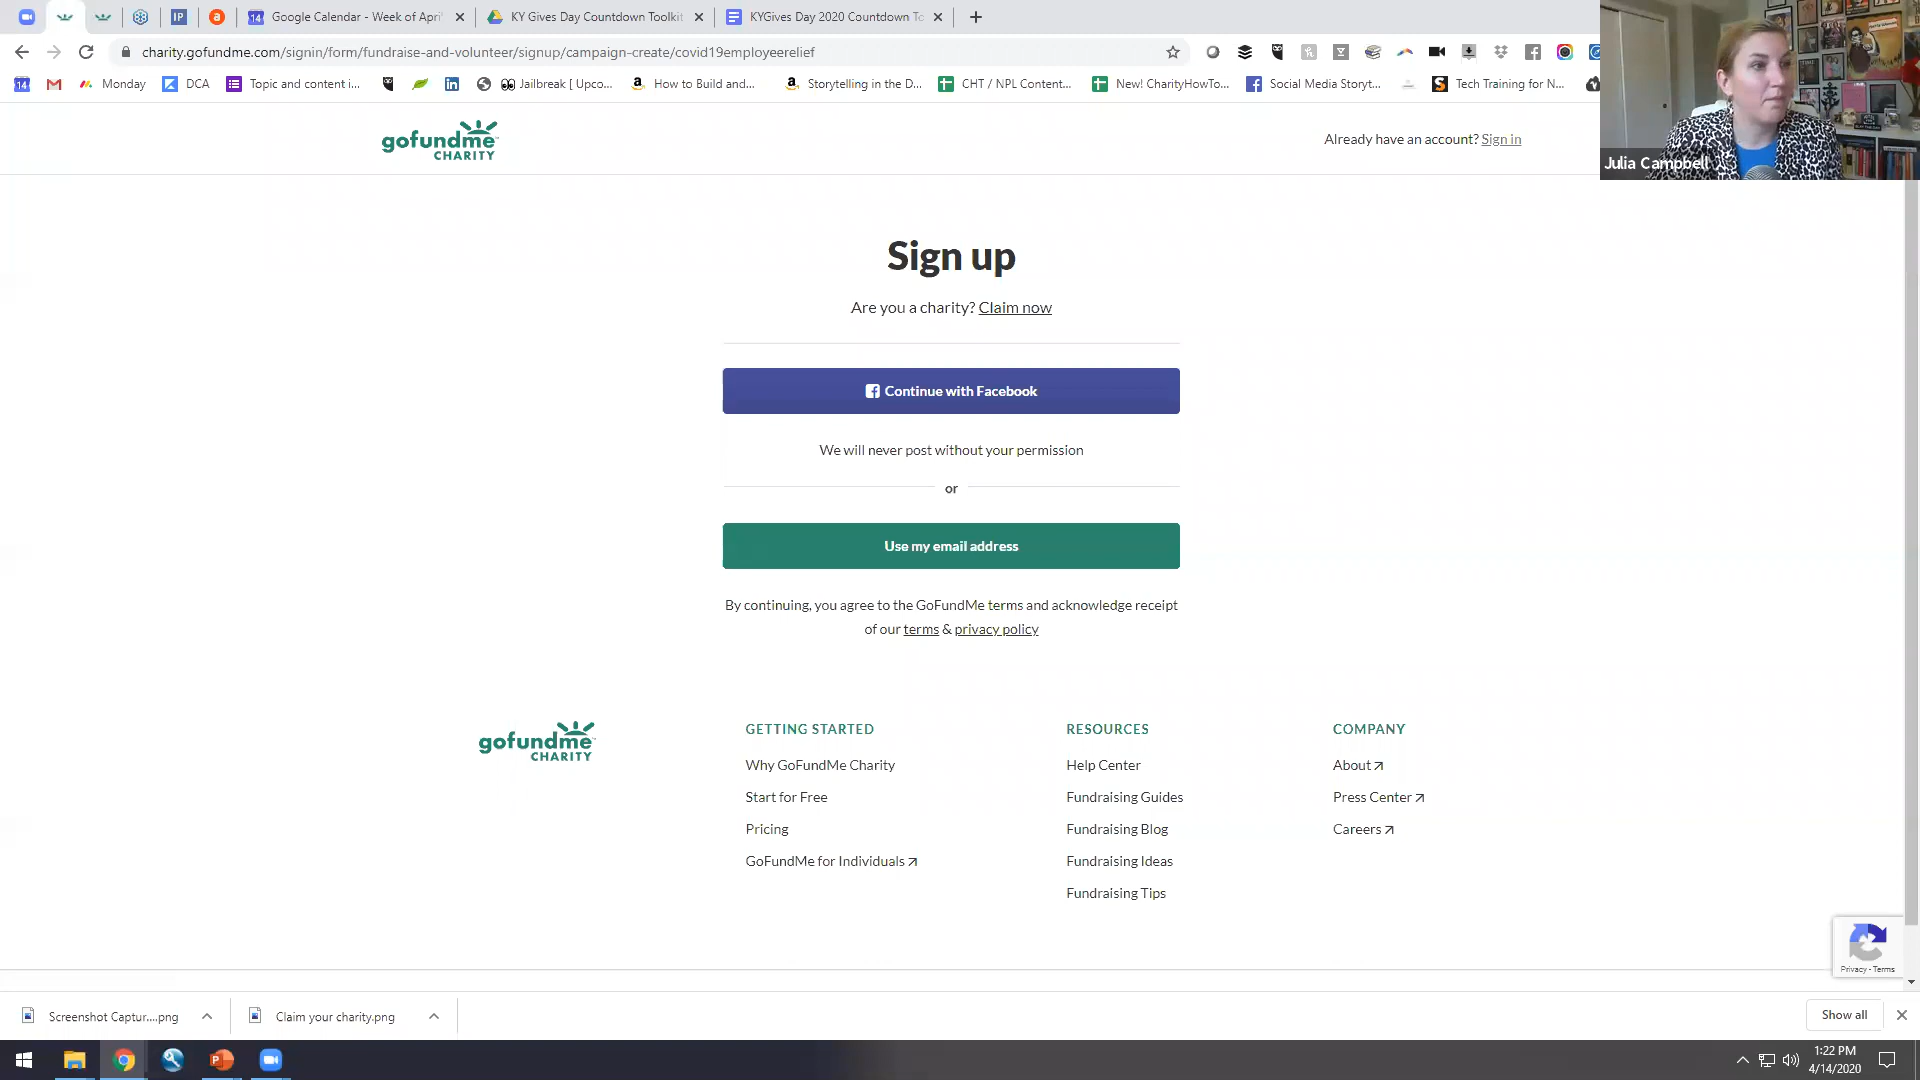 Google Calendar - Week of Apri
KY Gives Day Countdown Toolkit
KYGives Day 2020 Countdown To
charity.gofundme.com/signin/form/fundraise-and-volunteer/signup/campaign-create/covid19employeerelief
14
Monday
DCA
Topic and content i...
Jailbreak [ Upco...
How to Build and...
Storytelling in the D...
CHT / NPL Content...
New! CharityHowTo...
Social Media Storyt...
Tech Training for N...
gofundme
CHARITY
Already have an account? Sign in
Julia Campbell
Sign up
Are you a charity? Claim now
Continue with Facebook
We will never post without your permission
or
Use my email address
By continuing, you agree to the GoFundMe terms and acknowledge receipt
of our terms & privacy policy
gofundme
CHARITY
GETTING STARTED
Why GoFundMe Charity
Start for Free
Pricing
GoFundMe for Individuals
RESOURCES
Help Center
Fundraising Guides
Fundraising Blog
Fundraising Ideas
Fundraising Tips
COMPANY
About
Press Center
Careers
Privacy - Terms
Screenshot Captur....png
Claim your charity.png
Show all
1:22 PM
4/14/2020